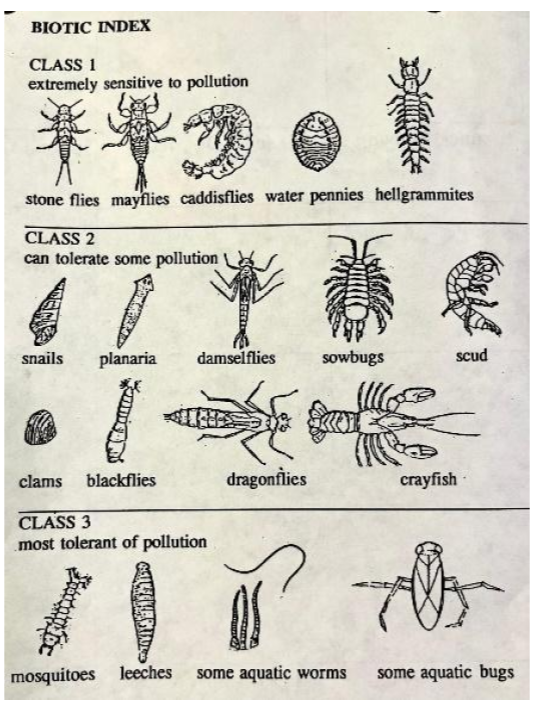 BIOTIC INDEX
CLASS 1
extremely sensitive to pollution
stone flies mayflies caddisflies water pennies hellgrammites
CLASS 2
can tolerate some pollution
snails planaria damselflies sowbugs scud
clams blackflies dragonflies crayfish
CLASS 3
most tolerant of pollution
mosquitoes leeches some aquatic worms some aquatic bugs